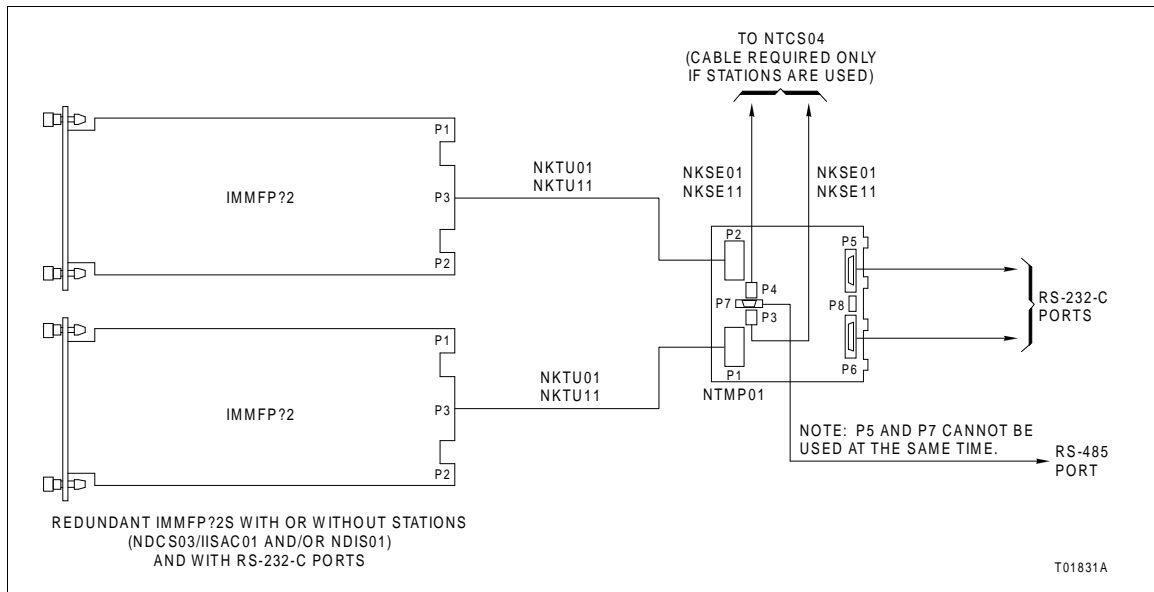 TO NTCS04
(CABLE REQUIRED ONLY
IF STATIONS ARE USED)
P1
IMMFP?2
P3
P2
NKTU01
NKTU11
NKSE01
NKSE11
NKSE01
NKSE11
P2
P5
P4
P7
P8
P3
P1
P6
NTMP01
RS-232-C
PORTS
P1
IMMFP?2
P3
P2
NKTU01
NKTU11
NOTE: P5 AND P7 CANNOT BE
USED AT THE SAME TIME.
RS-485
PORT
REDUNDANT IMMFP?2S WITH OR WITHOUT STATIONS
(NDCS03/IISAC01 AND/OR NDIS01)
AND WITH RS-232-C PORTS
T01831A